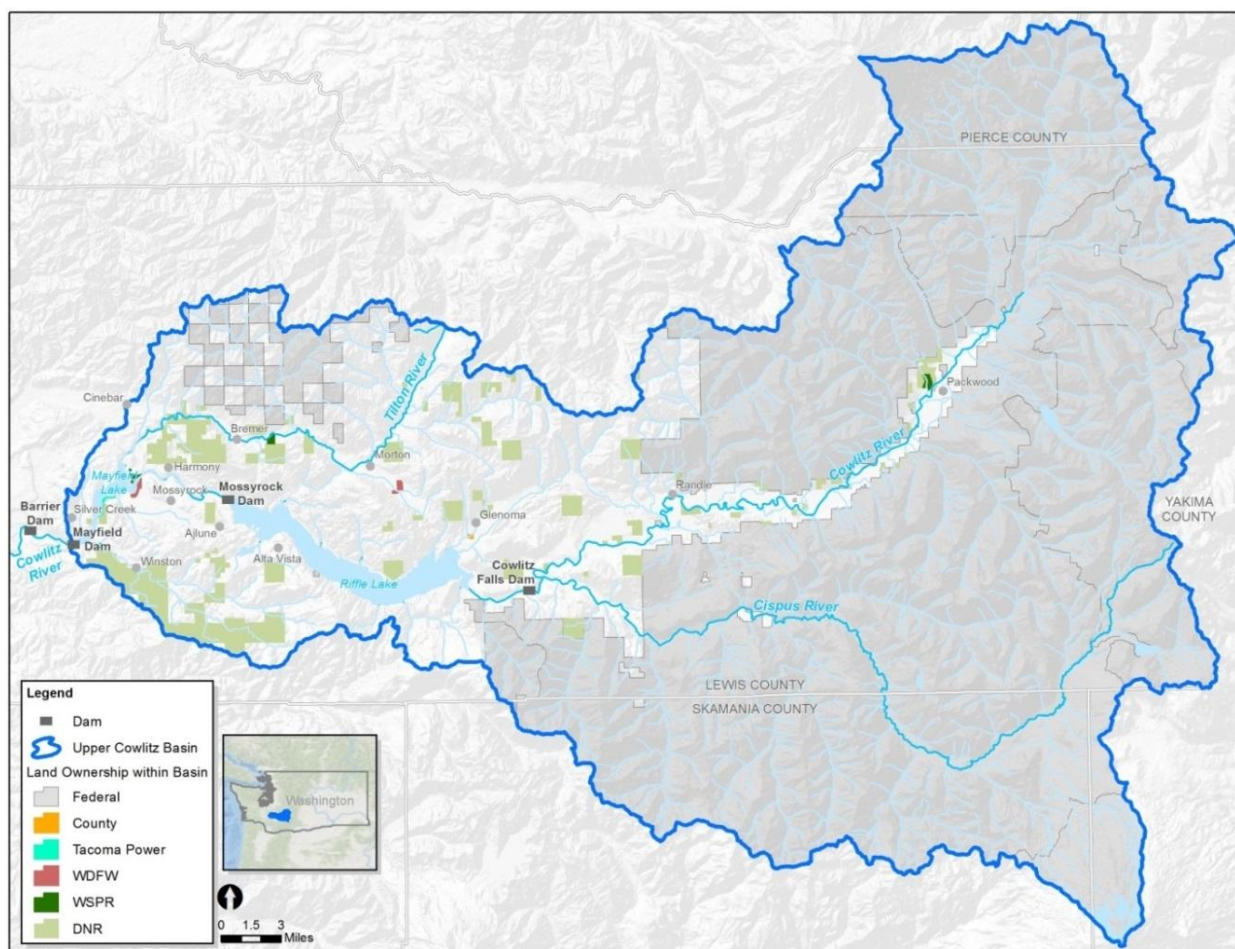 PIERCE COUNTY
Tilton River
Cinebar
Bremer
Packwood
Cowlitz River
Morton
Harmony
Mayfield
Lake
Mossyrock
Mossyrock
Dam
Randle
Barrier
Dam
Silver Creek
Glenoma
YAKIMA
COUNTY
Mayfield
Dam
Ajlune
Cowlitz
River
Winston
Alta Vista
Riffle Lake
Cowlitz
Falls Dam
Cispus River
LEWIS COUNTY
SKAMANIA COUNTY
Legend
Dam
Upper Cowlitz Basin
Land Ownership within Basin
Federal
County
Tacoma Power
WDFW
WSPR
DNR
Washington
0 1.5 3
Miles